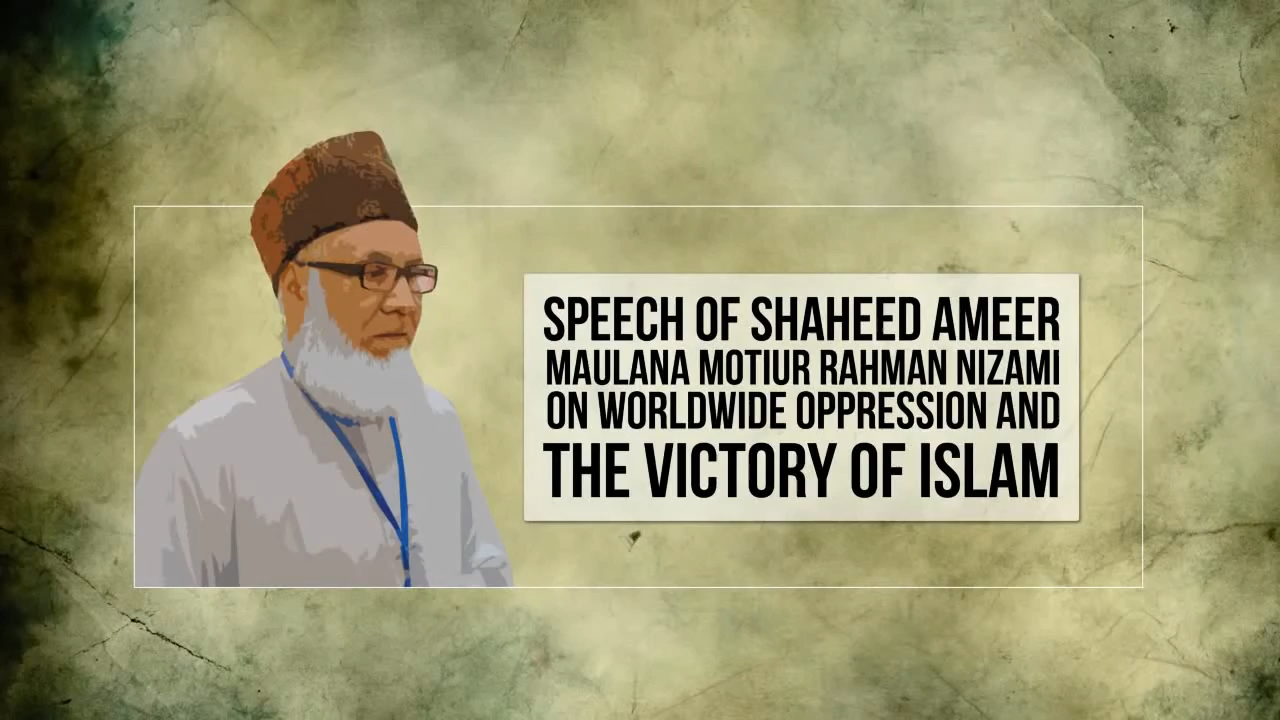 SPEECH OF SHAHEED AMEER
MAULANA MOTIUR RAHMAN NIZAMI
ON WORLDWIDE OPPRESSION AND
THE VICTORY OF ISLAM